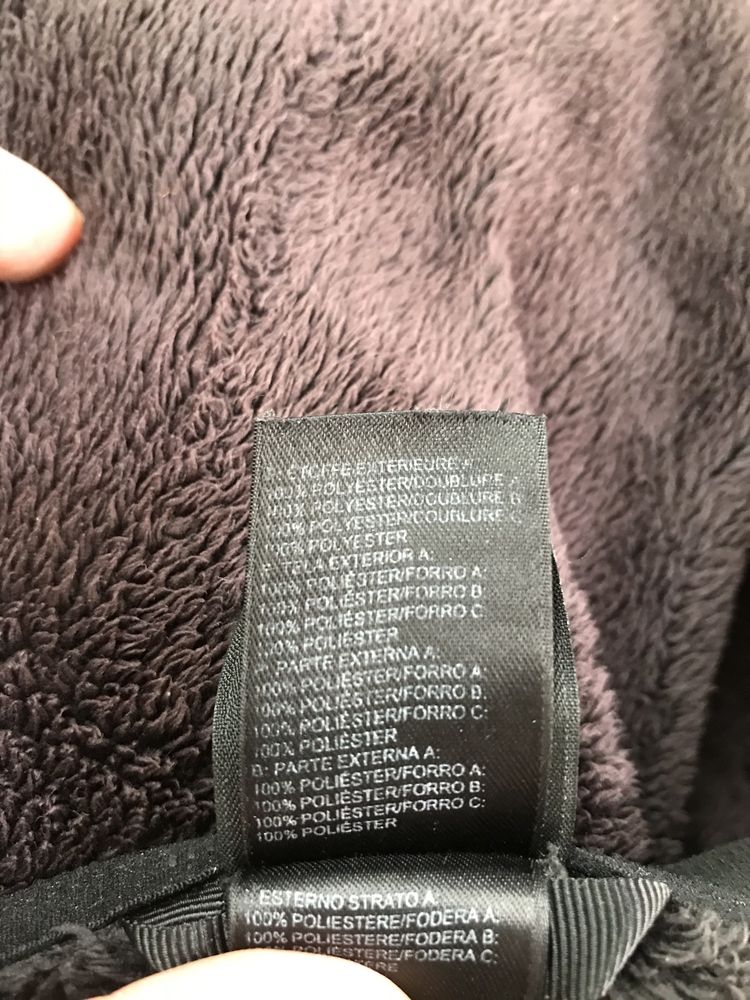 ETOFFE EXTERIEURE A:
100% POLYESTER/DOUBLURE A:
100% POLYESTER/DOUBLURE B:
100% POLYESTER/DOUBLURE C:
100% POLYESTER
TELA EXTERIOR A:
100% POLIÉSTER/FORRO A:
100% POLIÉSTER/FORRO B:
100% POLIÉSTER/FORRO C:
100% POLIÉSTER
PARTE EXTERNA A:
100% POLIÉSTER/FORRO A:
100% POLIÉSTER/FORRO B:
100% POLIÉSTER/FORRO C:
100% POLIÉSTER
B: PARTE EXTERNA A:
100% POLIÉSTER/FORRO A:
100% POLIÉSTER/FORRO B:
100% POLIÉSTER/FORRO C:
100% POLIÉSTER
ESTERNO STRATO A:
100% POLIESTERE/FODERA A:
100% POLIESTERE/FODERA B:
100% POLIESTERE/FODERA C: